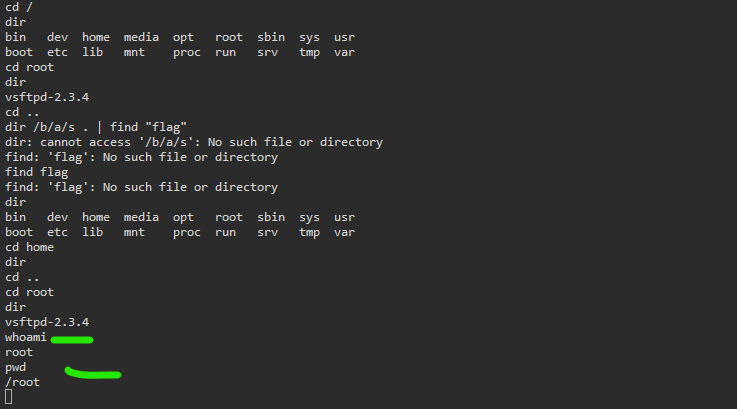 cd /
dir
bin   dev  home  media  opt   root  sbin  sys  usr
boot  etc  lib   mnt    proc  run   srv   tmp  var
cd root
dir
vsftpd-2.3.4
cd ..
dir /b/a/s . | find "flag"
dir: cannot access '/b/a/s': No such file or directory
find: 'flag': No such file or directory
find flag
find: 'flag': No such file or directory
dir
bin   dev  home  media  opt   root  sbin  sys  usr
boot  etc  lib   mnt    proc  run   srv   tmp  var
cd home
dir
cd ..
cd root
dir
vsftpd-2.3.4
whoami
root
pwd
/root